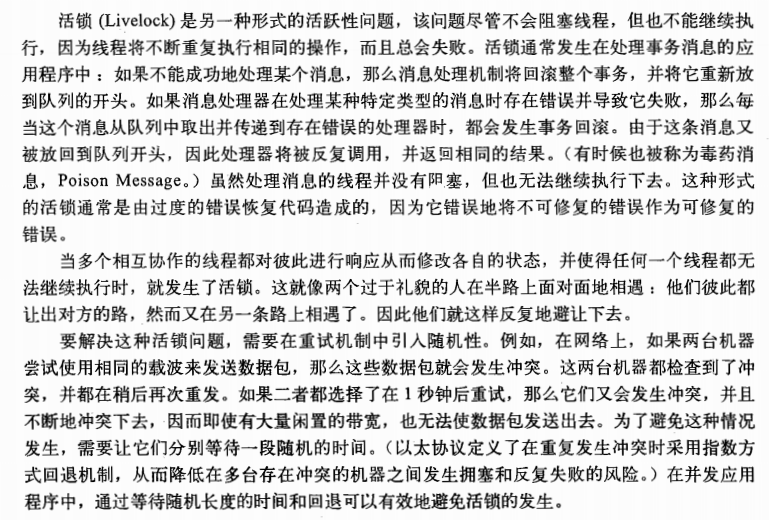 活锁 (Livelock) 是另一种形式的活跃性问题，该问题尽管不会阻塞线程，但也不能继续执
行，因为线程将不断重复执行相同的操作，而且总会失败。活锁通常发生在处理事务消息的应
用程序中：如果不能成功地处理某个消息，那么消息处理机制将回滚整个事务，并将它重新放
到队列的开头。如果消息处理器在处理某种特定类型的消息时存在错误并导致它失败，那么每
当这个消息从队列中取出并传递到存在错误的处理器时，都会发生事务回滚。由于这条消息又
被放回到队列开头，因此处理器将被反复调用，并返回相同的结果。（有时候也被称为毒药消
息，Poison Message。）虽然处理消息的线程并没有阻塞，但也无法继续执行下去。这种形式
的活锁通常是由过度的错误恢复代码造成的，因为它错误地将不可修复的错误作为可修复的
错误。
当多个相互协作的线程都对彼此进行响应从而修改各自的状态，并使得任何一个线程都无
法继续执行时，就发生了活锁。这就像两个过于礼貌的人在半路上面对面地相遇：他们彼此都
让出对方的路，然而又在另一条路上相遇了。因此他们就这样反复地避让下去。
要解决这种活锁问题，需要在重试机制中引入随机性。例如，在网络上，如果两台机器
尝试使用相同的载波来发送数据包，那么这些数据包就会发生冲突。这两台机器都检查到了冲
突，并都在稍后再次重发。如果二者都选择了在 1 秒钟后重试，那么它们又会发生冲突，并且
不断地冲突下去，因而即使有大量闲置的带宽，也无法使数据包发送出去。为了避免这种情况
发生，需要让它们分别等待一段随机的时间。（以太协议定义了在重复发生冲突时采用指数方
式回退机制，从而降低在多台存在冲突的机器之间发生拥塞和反复失败的风险。）在并发应用
程序中，通过等待随机长度的时间和回退可以有效地避免活锁的发生。